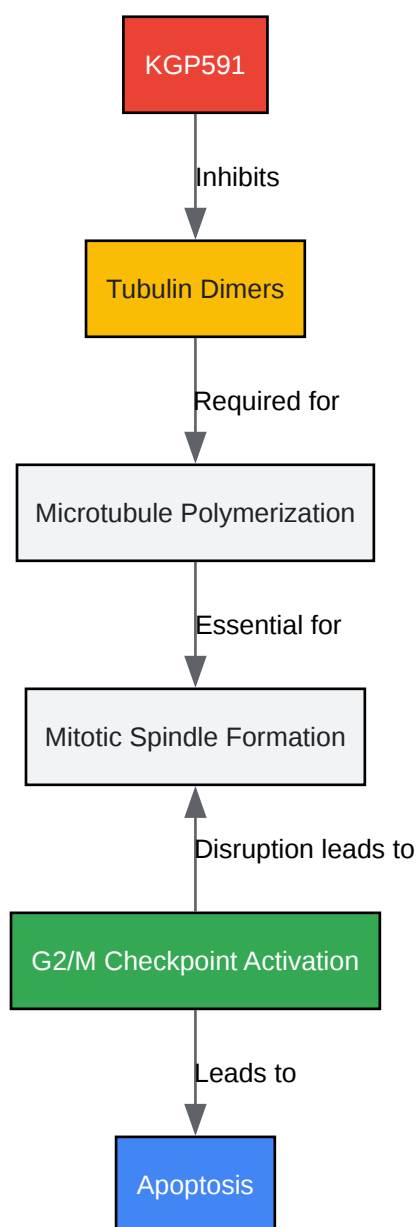 KGP591
Inhibits
Tubulin Dimers
Required for
Microtubule Polymerization
Essential for
Mitotic Spindle Formation
Disruption leads to
G2/M Checkpoint Activation
Leads to
Apoptosis